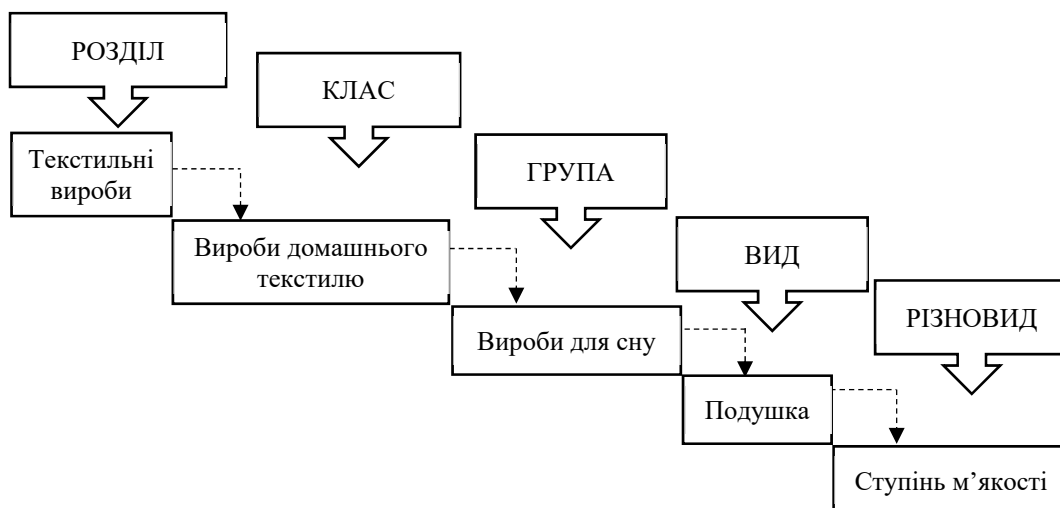 РОЗДІЛ
КЛАС
Текстильні
вироби
ГРУПА
Вироби домашнього
текстилю
ВИД
РІЗНОВИД
Вироби для сну
Подушка
Ступінь м’якості